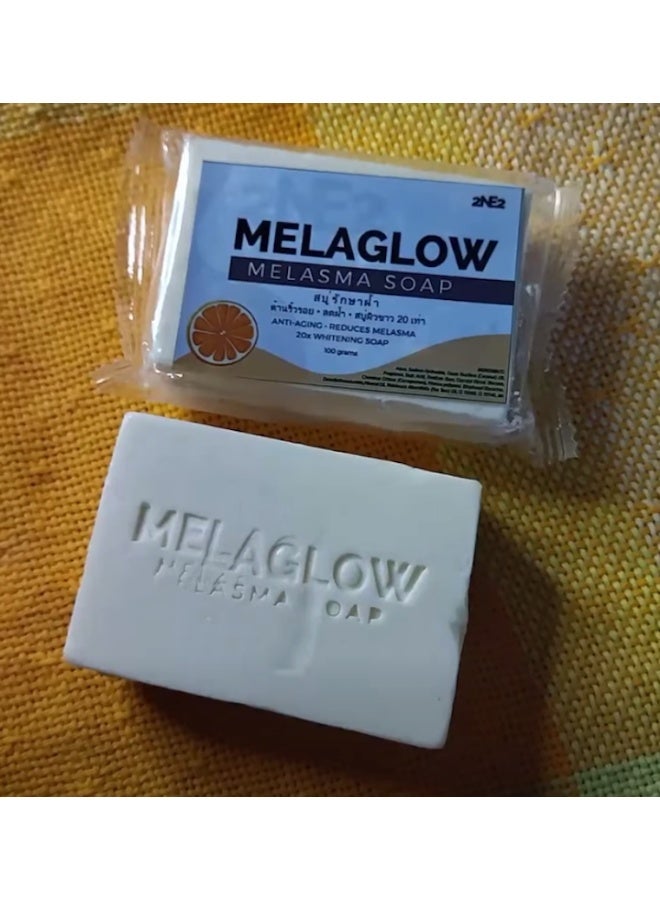 2NE2
MELAGLOW
MELASMA SOAP
สบู่รักษาฝ้า
ต้านริ้วรอย • ลดฝ้า • สบู่ผิวขาว 20 เท่า
ANTI-AGING - REDUCES MELASMA
20x WHITENING SOAP
100 grams
MELAGLOW
MELASMA OAP